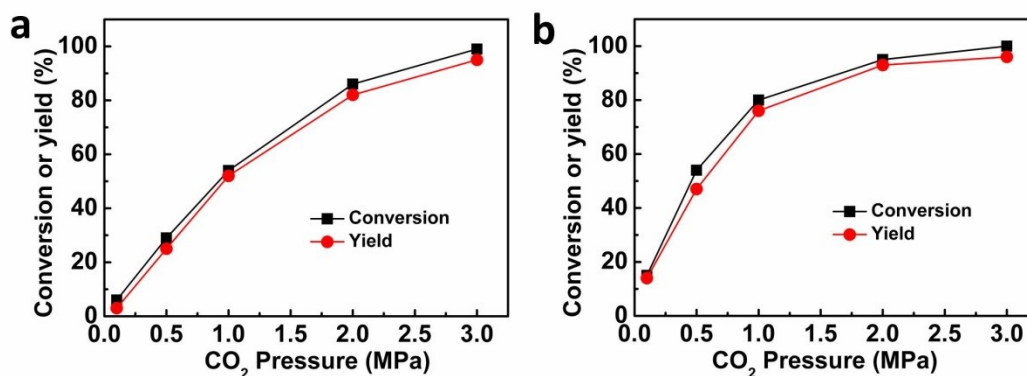 a
Conversion or yield (%)
100
80
60
40
20
0
Conversion
Yield
0.0 0.5 1.0 1.5 2.0 2.5 3.0
CO₂ Pressure (MPa)
b
Conversion or yield (%)
100
80
60
40
20
0
Conversion
Yield
0.0 0.5 1.0 1.5 2.0 2.5 3.0
CO₂ Pressure (MPa)